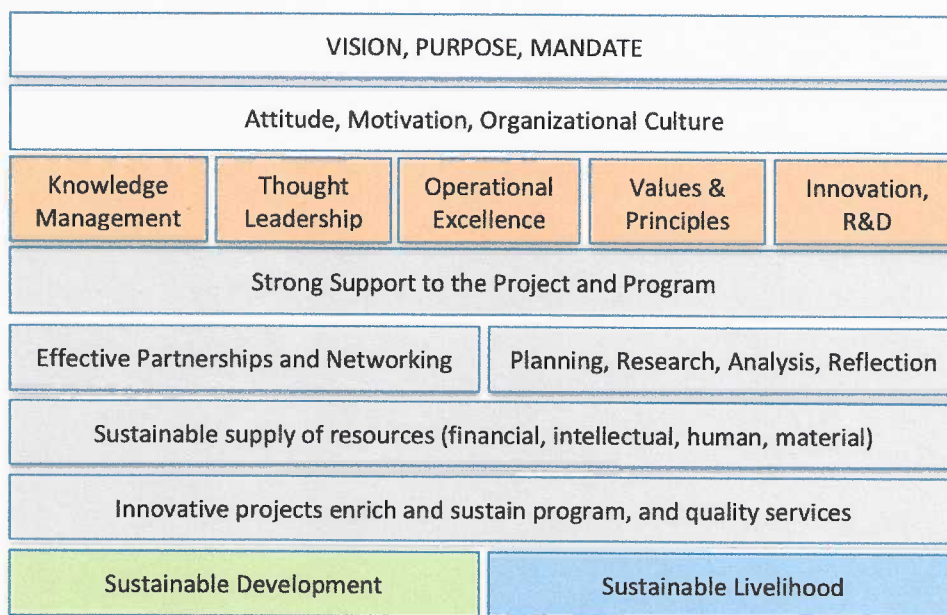 VISION, PURPOSE, MANDATE
Attitude, Motivation, Organizational Culture
Knowledge
Management
Thought
Leadership
Operational
Excellence
Values &
Principles
Innovation,
R&D
Strong Support to the Project and Program
Effective Partnerships and Networking
Planning, Research, Analysis, Reflection
Sustainable supply of resources (financial, intellectual, human, material)
Innovative projects enrich and sustain program, and quality services
Sustainable Development
Sustainable Livelihood